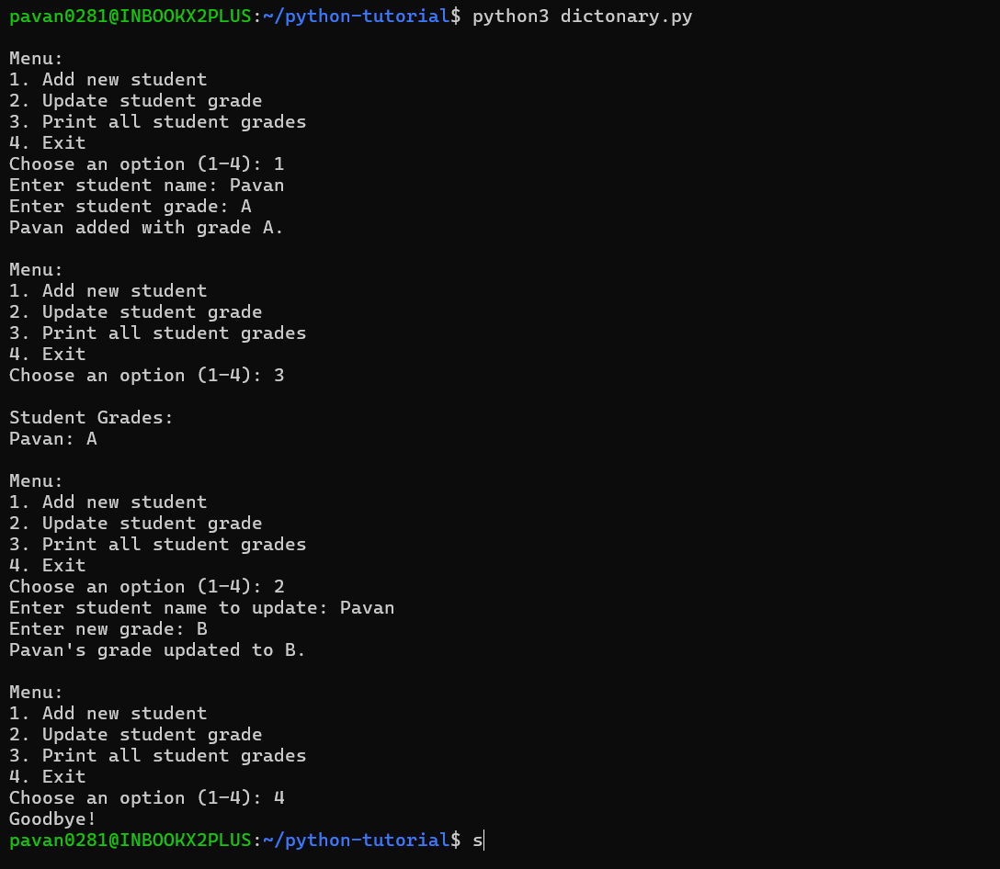 pavan0281@INBOOKX2PLUS:~/python-tutorial$ python3 dictonary.py
Menu:
1. Add new student
2. Update student grade
3. Print all student grades
4. Exit
Choose an option (1-4): 1
Enter student name: Pavan
Enter student grade: A
Pavan added with grade A.
Menu:
1. Add new student
2. Update student grade
3. Print all student grades
4. Exit
Choose an option (1-4): 3
Student Grades:
Pavan: A
Menu:
1. Add new student
2. Update student grade
3. Print all student grades
4. Exit
Choose an option (1-4): 2
Enter student name to update: Pavan
Enter new grade: B
Pavan's grade updated to B.
Menu:
1. Add new student
2. Update student grade
3. Print all student grades
4. Exit
Choose an option (1-4): 4
Goodbye!
pavan0281@INBOOKX2PLUS:~/python-tutorial$ s